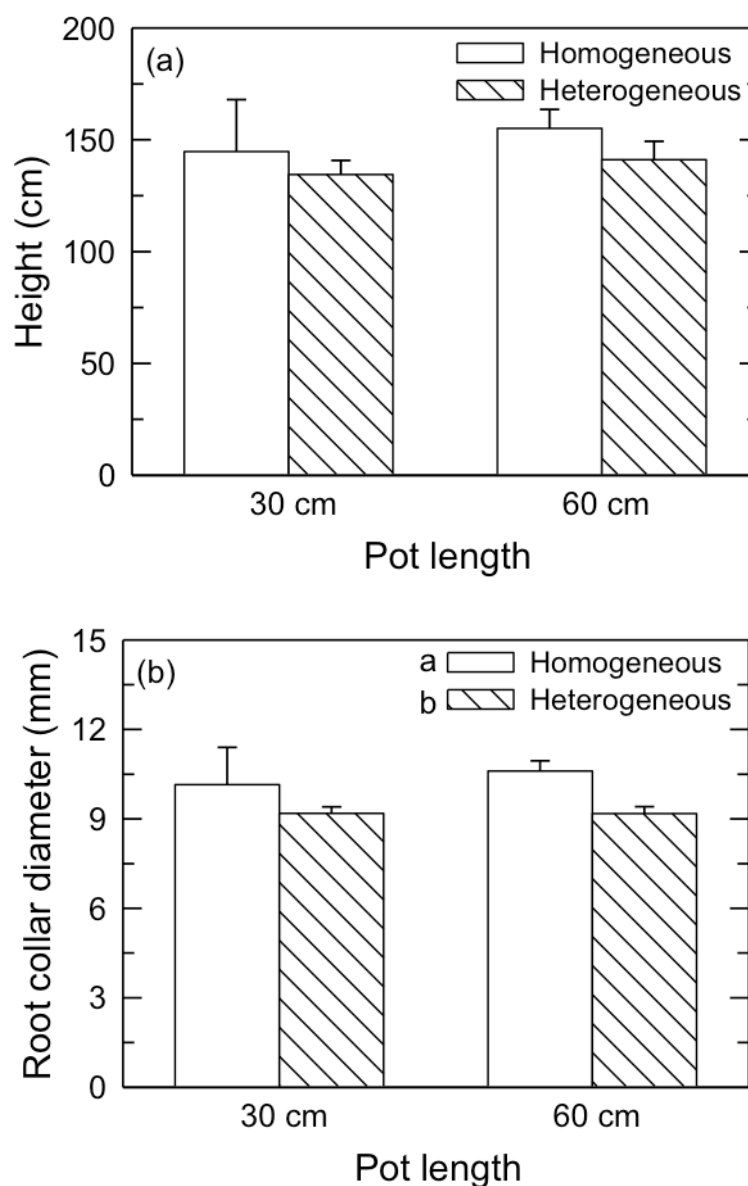 (a)
Homogeneous
Heterogeneous
Height (cm)
200
150
100
50
0
30 cm
60 cm
Pot length
(b)
a Homogeneous
b Heterogeneous
Root collar diameter (mm)
15
12
9
6
3
0
30 cm
60 cm
Pot length